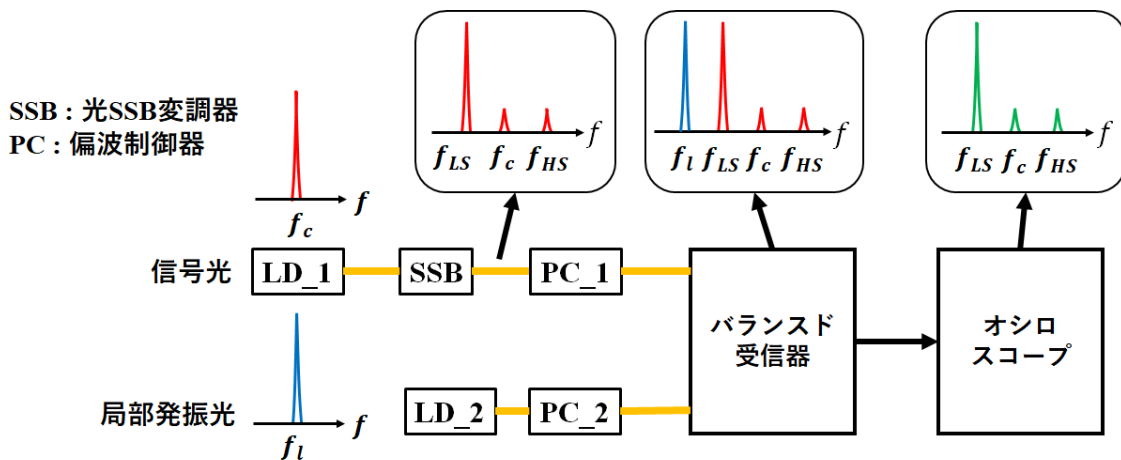 SSB : 光SSB変調器
PC : 偏波制御器
f
f_c
f
f_LS f_c f_HS
f
f_l f_LS f_c f_HS
f
f_LS f_c f_HS
信号光
LD_1
SSB
PC_1
バランスド
受信器
オシロ
スコープ
f
f_l
局部発振光
LD_2
PC_2